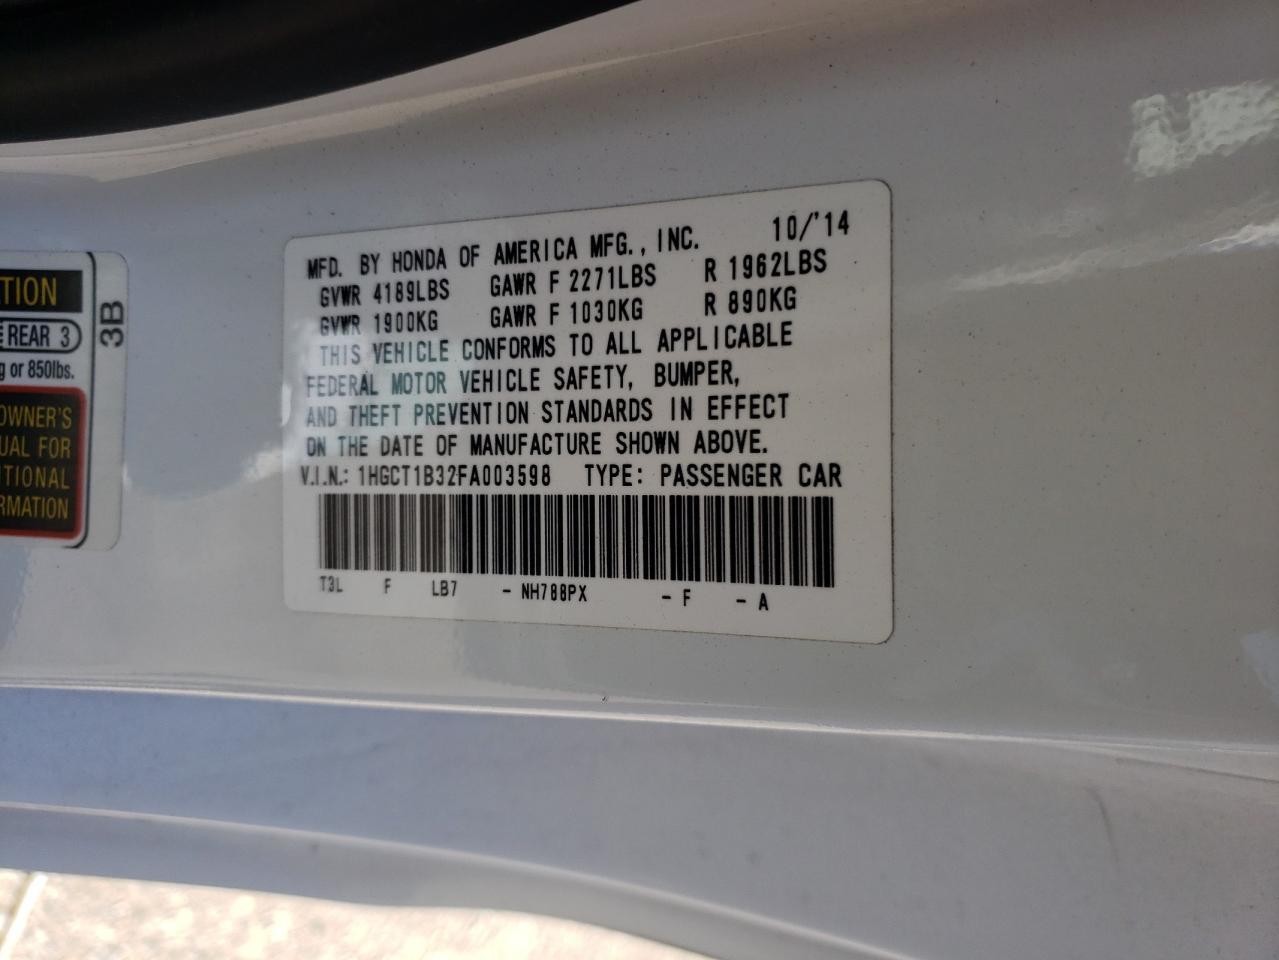 MFD. BY HONDA OF AMERICA MFG., INC. 10/'14
GVWR 4189LBS GAWR F 2271LBS R 1962LBS
GVWR 1900KG GAWR F 1030KG R 890KG
THIS VEHICLE CONFORMS TO ALL APPLICABLE
FEDERAL MOTOR VEHICLE SAFETY, BUMPER,
AND THEFT PREVENTION STANDARDS IN EFFECT
ON THE DATE OF MANUFACTURE SHOWN ABOVE.
V.I.N.: 1HGCT1B32FA003598 TYPE: PASSENGER CAR
T3L F LB7 - NH788PX - F - A
TION
E REAR 3
g or 850lbs.
OWNER'S
UAL FOR
ITIONAL
RMATION
3B